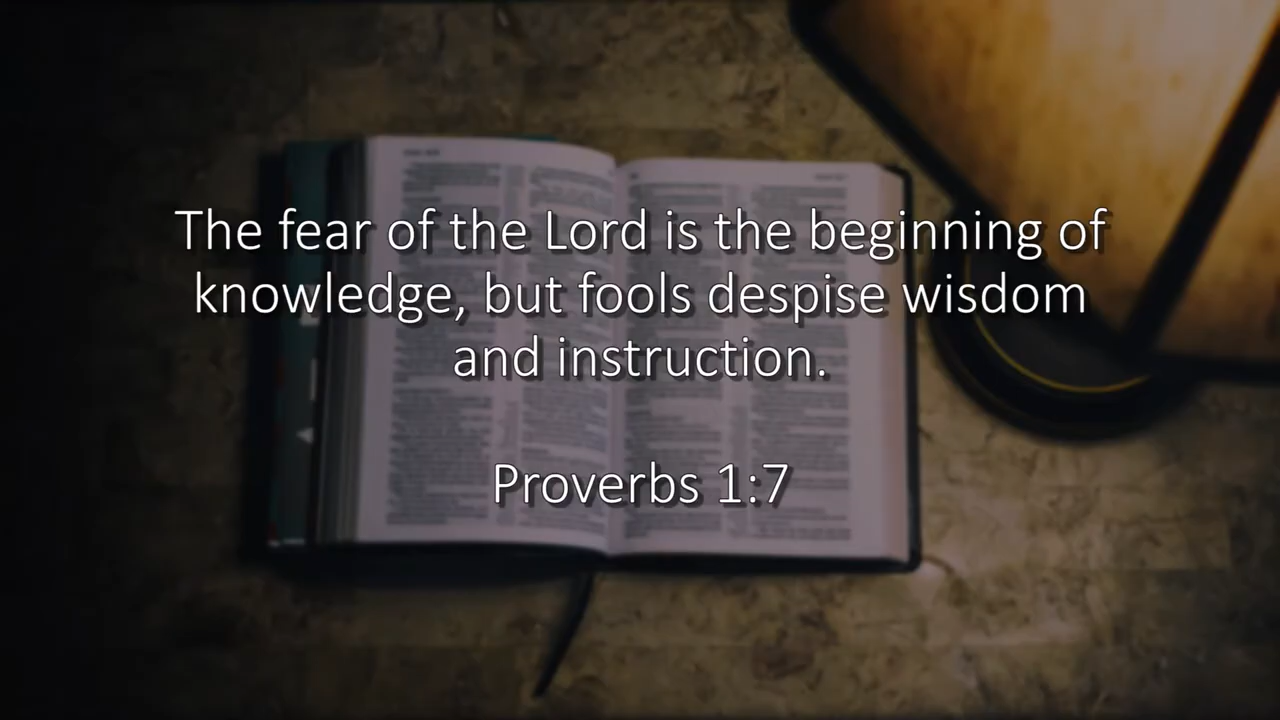 The fear of the Lord is the beginning of
knowledge, but fools despise wisdom
and instruction.
Proverbs 1:7